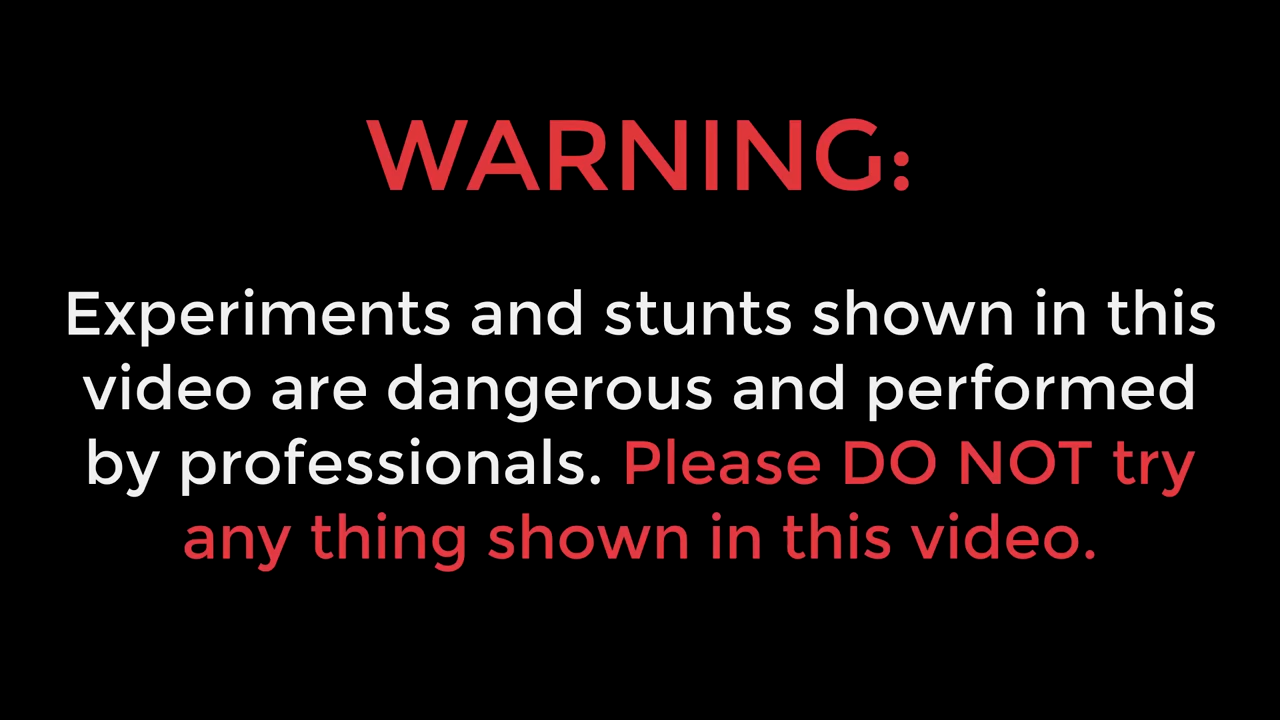 WARNING:
Experiments and stunts shown in this
video are dangerous and performed
by professionals. Please DO NOT try
any thing shown in this video.